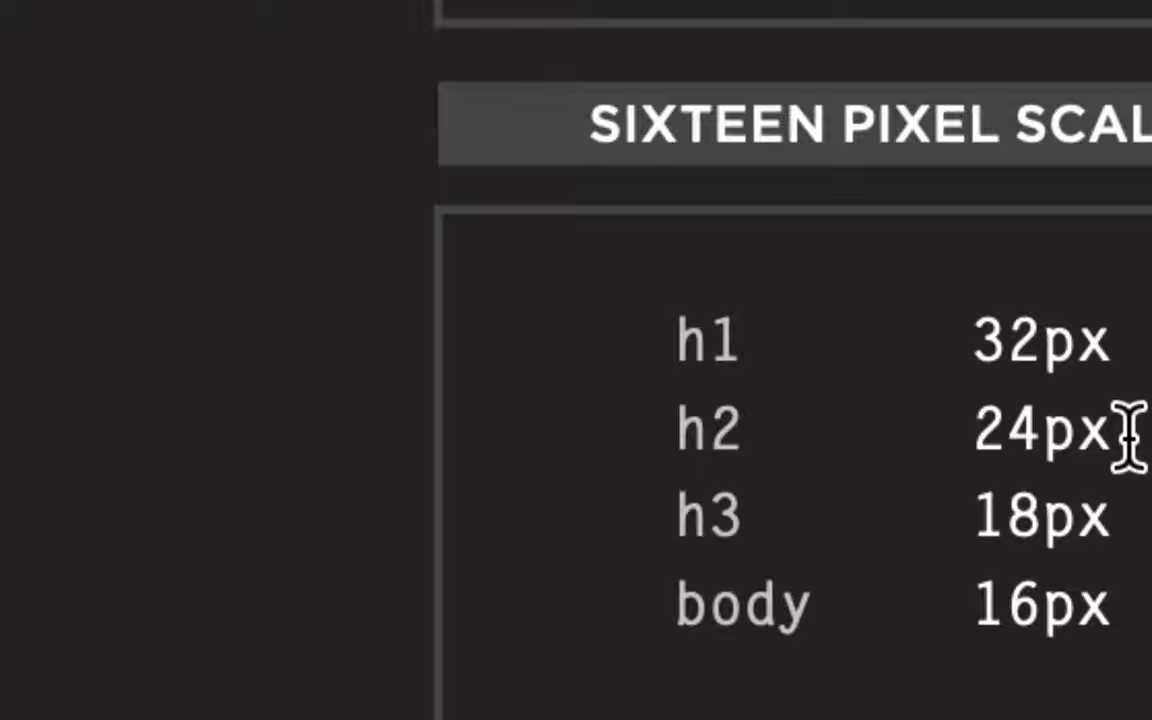 SIXTEEN PIXEL SCAL
h1 32px
h2 24px
h3 18px
body 16px